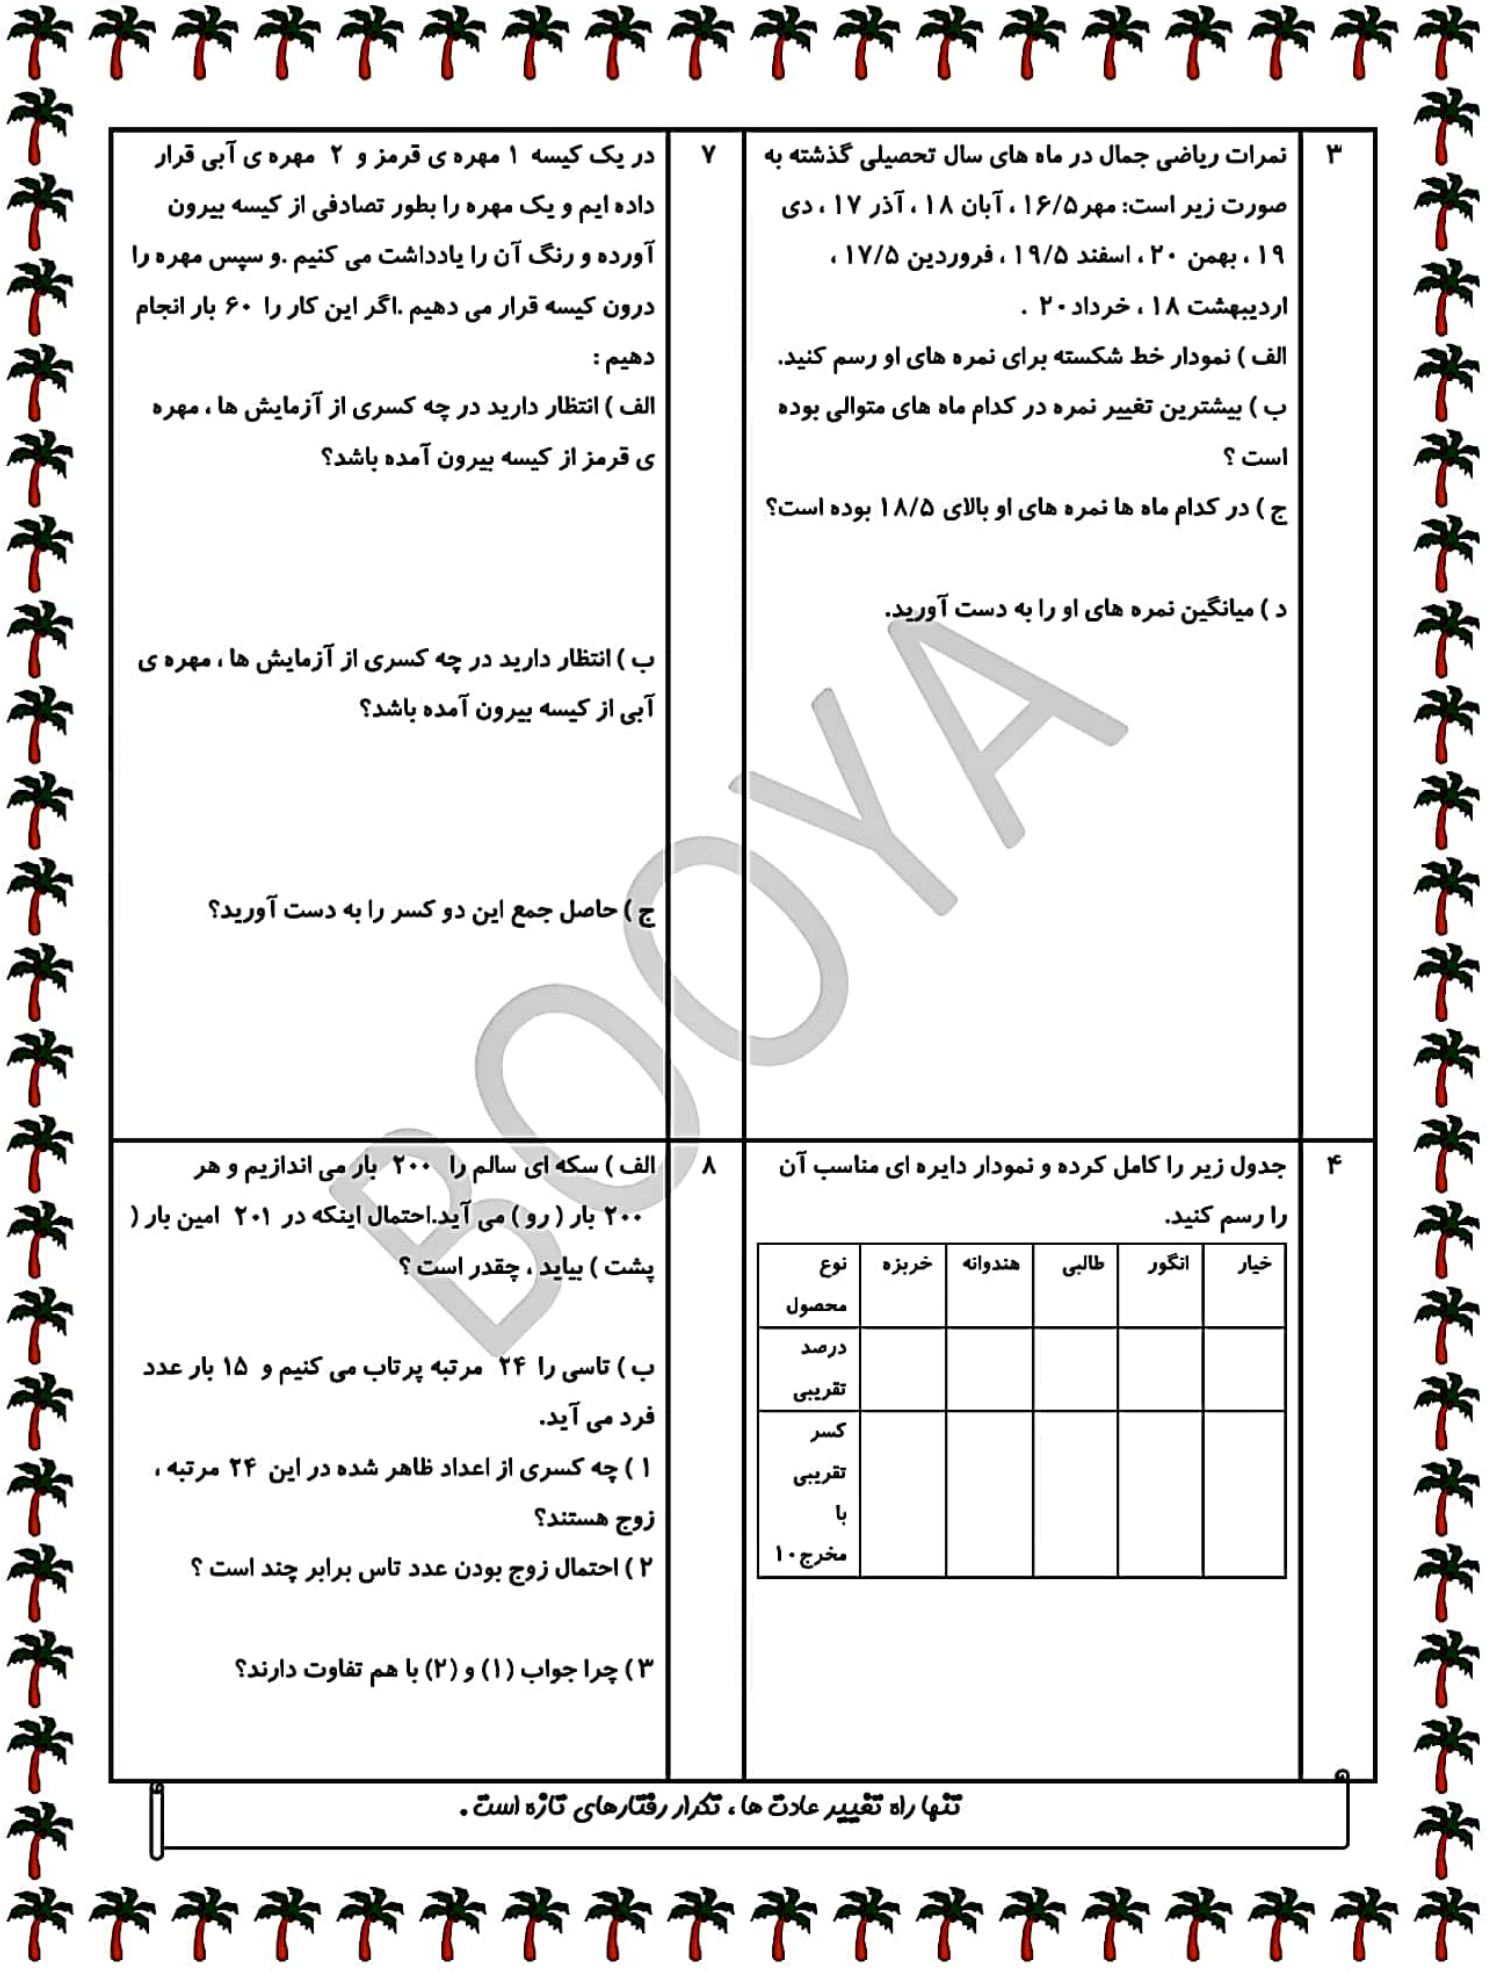 ۳
نمرات ریاضی جمال در ماه های سال تحصیلی گذشته به
صورت زیر است: مهر۱۶/۵ ، آبان ۱۸ ، آذر ۱۷ ، دی
۱۹ ، بهمن ۲۰ ، اسفند ۱۹/۵ ، فروردین ۱۷/۵ ،
اردیبهشت ۱۸ ، خرداد۲۰ .
الف ) نمودار خط شکسته برای نمره های او رسم کنید.
ب ) بیشترین تغییر نمره در کدام ماه های متوالی بوده
است ؟
ج ) در کدام ماه ها نمره های او بالای ۱۸/۵ بوده است؟
د ) میانگین نمره های او را به دست آورید.
۷
در یک کیسه ۱ مهره ی قرمز و ۲ مهره ی آبی قرار
داده ایم و یک مهره را بطور تصادفی از کیسه بیرون
آورده و رنگ آن را یادداشت می کنیم .و سپس مهره را
درون کیسه قرار می دهیم .اگر این کار را ۶۰ بار انجام
دهیم :
الف ) انتظار دارید در چه کسری از آزمایش ها ، مهره
ی قرمز از کیسه بیرون آمده باشد؟
ب ) انتظار دارید در چه کسری از آزمایش ها ، مهره ی
آبی از کیسه بیرون آمده باشد؟
ج ) حاصل جمع این دو کسر را به دست آورید؟
۴
جدول زیر را کامل کرده و نمودار دایره ای مناسب آن
را رسم کنید.
خیار انگور طالبی هندوانه خربزه نوع
محصول
درصد
تقریبی
کسر
تقریبی
با
مخرج۱۰
۸
الف ) سکه ای سالم را ۲۰۰ بار می اندازیم و هر
۲۰۰ بار ( رو ) می آید.احتمال اینکه در ۲۰۱ امین بار (
پشت ) بیاید ، چقدر است ؟
ب ) تاسی را ۲۴ مرتبه پرتاب می کنیم و ۱۵ بار عدد
فرد می آید.
۱ ) چه کسری از اعداد ظاهر شده در این ۲۴ مرتبه ،
زوج هستند؟
۲ ) احتمال زوج بودن عدد تاس برابر چند است ؟
۳ ) چرا جواب (۱) و (۲) با هم تفاوت دارند؟
تنها راه تغییر عادت ها ، تکرار رفتارهای تازه است .
BOOYA